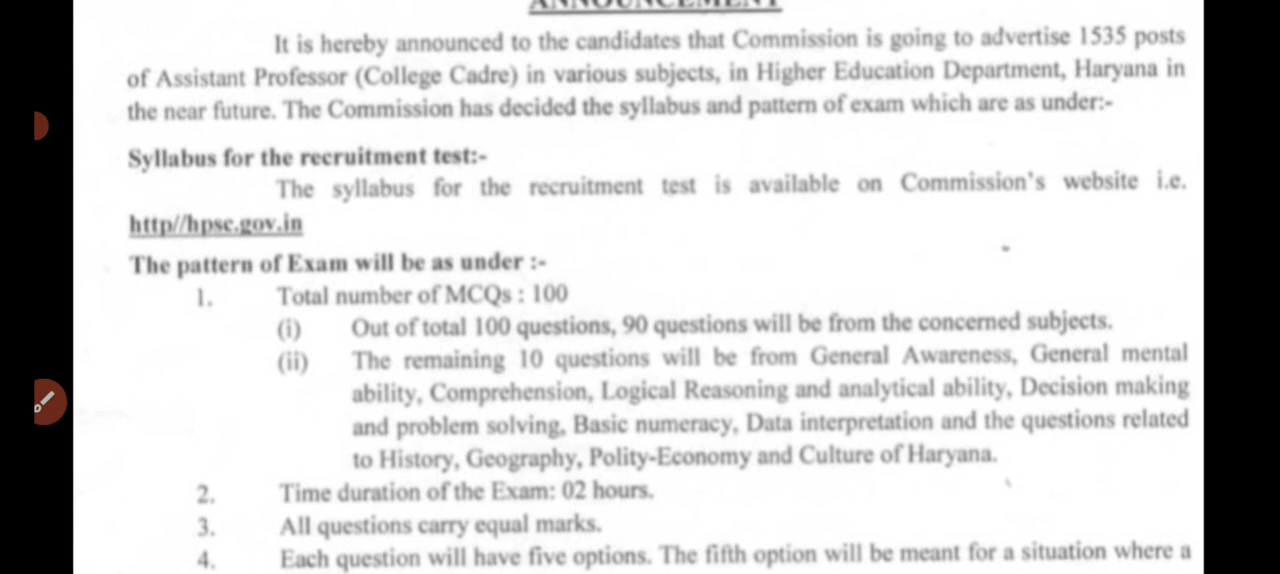 ANNOUNCEMENT
It is hereby announced to the candidates that Commission is going to advertise 1535 posts
of Assistant Professor (College Cadre) in various subjects, in Higher Education Department, Haryana in
the near future. The Commission has decided the syllabus and pattern of exam which are as under:-
Syllabus for the recruitment test:-
The syllabus for the recruitment test is available on Commission's website i.e.
http//hpsc.gov.in
The pattern of Exam will be as under :-
1. Total number of MCQs : 100
(i) Out of total 100 questions, 90 questions will be from the concerned subjects.
(ii) The remaining 10 questions will be from General Awareness, General mental
ability, Comprehension, Logical Reasoning and analytical ability, Decision making
and problem solving, Basic numeracy, Data interpretation and the questions related
to History, Geography, Polity-Economy and Culture of Haryana.
2. Time duration of the Exam: 02 hours.
3. All questions carry equal marks.
4. Each question will have five options. The fifth option will be meant for a situation where a